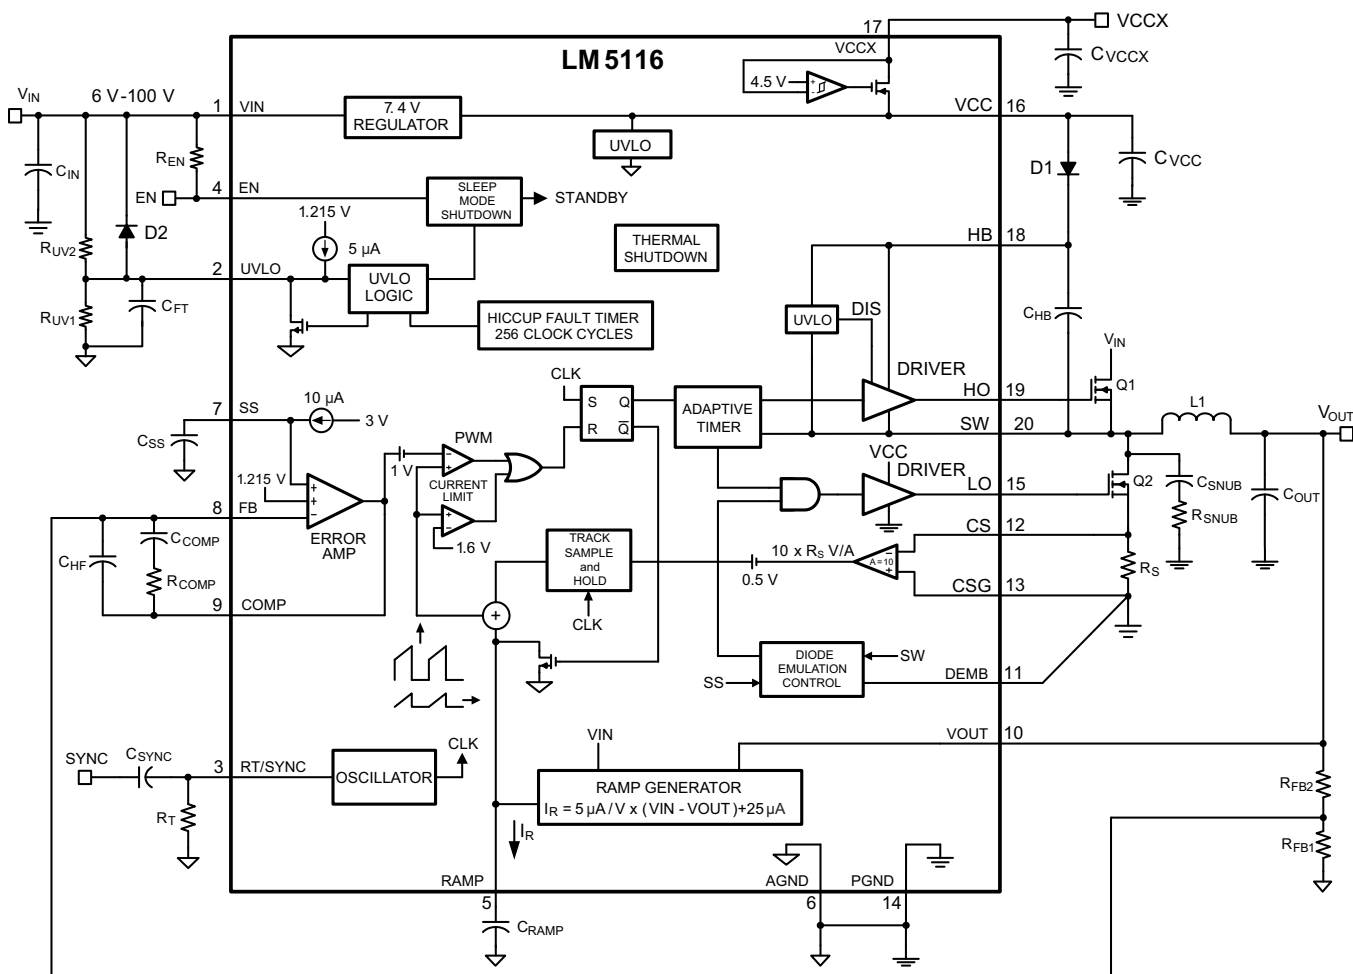 17
VCCX
VCCX
CVCCX
LM5116
4.5 V
VIN
6 V-100 V
1
VIN
7.4 V
REGULATOR
VCC
16
UVLO
CIN
REN
D1
CVCC
EN
4
EN
SLEEP
MODE
SHUTDOWN
STANDBY
1.215 V
5 µA
D2
RUV2
THERMAL
SHUTDOWN
HB
18
2
UVLO
UVLO
LOGIC
CFT
RUV1
HICCUP FAULT TIMER
256 CLOCK CYCLES
UVLO
DIS
CHB
VIN
CLK
DRIVER
HO
19
Q1
S
Q
R
Q
ADAPTIVE
TIMER
10 µA
7
SS
3 V
CSS
L1
VOUT
SW
20
PWM
1 V
VCC
DRIVER
LO
15
Q2
CSNUB
RSNUB
COUT
1.215 V
CURRENT
LIMIT
8
FB
ERROR
AMP
1.6 V
CCOMP
CHF
RCOMP
TRACK
SAMPLE
and
HOLD
10 x RS V/A
0.5 V
A=10
CS
12
RS
CSG
13
9
COMP
+
CLK
DIODE
EMULATION
CONTROL
SW
SS
DEMB
11
VIN
VOUT
10
SYNC
CSYNC
3
RT/SYNC
OSCILLATOR
CLK
RAMP GENERATOR
IR = 5 µA / V x ( VIN - VOUT )+25 µA
RFB2
RT
IR
RFB1
RAMP
5
AGND
6
PGND
14
CRAMP